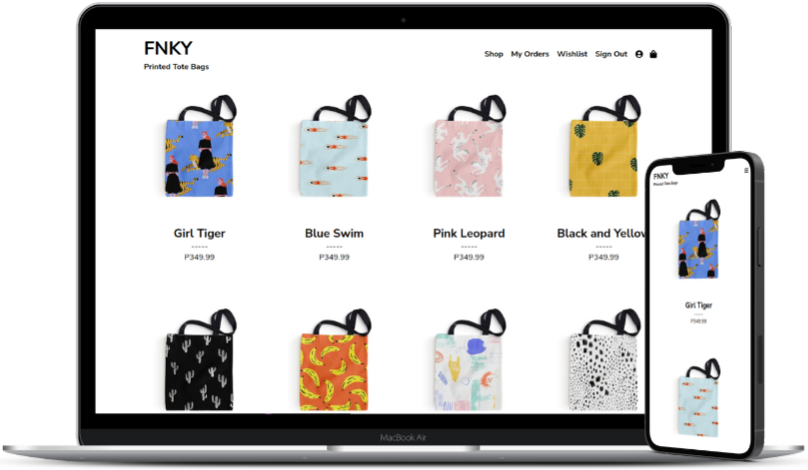 FNKY
Printed Tote Bags
Shop My Orders Wishlist Sign Out
Girl Tiger
-----
P349.99
Blue Swim
-----
P349.99
Pink Leopard
-----
P349.99
Black and Yellow
-----
P349.99
MacBook Air
FNKY
Printed Tote Bags
Girl Tiger
-----
P349.99